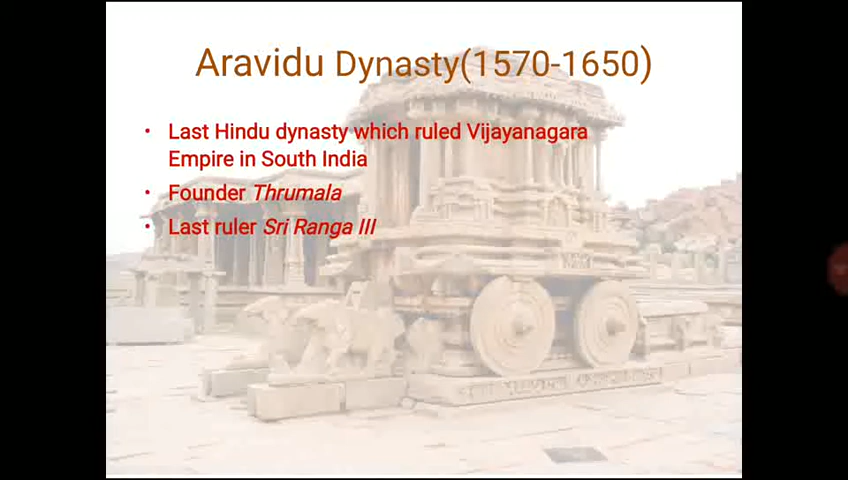 Aravidu Dynasty(1570-1650)
• Last Hindu dynasty which ruled Vijayanagara
Empire in South India
• Founder Thrumala
• Last ruler Sri Ranga III